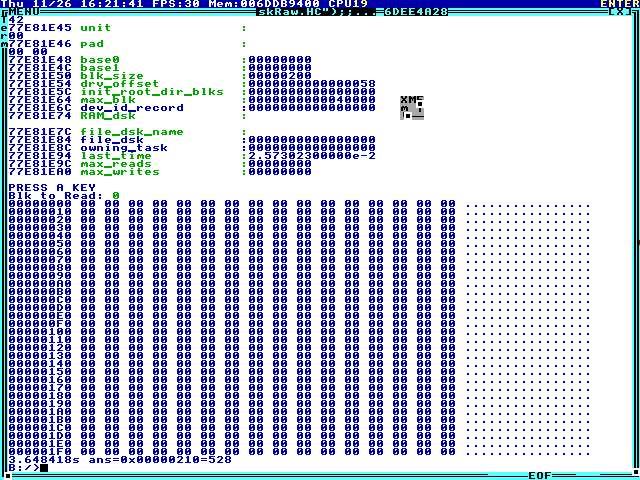 Thu 11/26 16:21:41 FPS:30 Mem:006DDB9400 CPU19 ENTER
MENU skRaw.HC");;... 6DEE4A28 [X]
Term
42
77E81E45 unit :
00
77E81E46 pad :
00 00
77E81E48 base0 :00000000
77E81E4C base1 :00000000
77E81E50 blk_size :00000200
77E81E54 drv_offset :0000000000000058
77E81E5C init_root_dir_blks :0000000000000000
77E81E64 max_blk :0000000000040000
77E81E6C dev_id_record :0000000000000000
77E81E74 RAM_dsk :
77E81E7C file_dsk_name :
77E81E84 file_dsk :0000000000000000
77E81E8C owning_task :0000000000000000
77E81E94 last_time :2.57302300000e-2
77E81E9C max_reads :00000000
77E81EA0 max_writes :00000000
PRESS A KEY
Blk to Read: 0
00000000 00 00 00 00 00 00 00 00 00 00 00 00 00 00 00 00 ................
00000010 00 00 00 00 00 00 00 00 00 00 00 00 00 00 00 00 ................
00000020 00 00 00 00 00 00 00 00 00 00 00 00 00 00 00 00 ................
00000030 00 00 00 00 00 00 00 00 00 00 00 00 00 00 00 00 ................
00000040 00 00 00 00 00 00 00 00 00 00 00 00 00 00 00 00 ................
00000050 00 00 00 00 00 00 00 00 00 00 00 00 00 00 00 00 ................
00000060 00 00 00 00 00 00 00 00 00 00 00 00 00 00 00 00 ................
00000070 00 00 00 00 00 00 00 00 00 00 00 00 00 00 00 00 ................
00000080 00 00 00 00 00 00 00 00 00 00 00 00 00 00 00 00 ................
00000090 00 00 00 00 00 00 00 00 00 00 00 00 00 00 00 00 ................
000000A0 00 00 00 00 00 00 00 00 00 00 00 00 00 00 00 00 ................
000000B0 00 00 00 00 00 00 00 00 00 00 00 00 00 00 00 00 ................
000000C0 00 00 00 00 00 00 00 00 00 00 00 00 00 00 00 00 ................
000000D0 00 00 00 00 00 00 00 00 00 00 00 00 00 00 00 00 ................
000000E0 00 00 00 00 00 00 00 00 00 00 00 00 00 00 00 00 ................
000000F0 00 00 00 00 00 00 00 00 00 00 00 00 00 00 00 00 ................
00000100 00 00 00 00 00 00 00 00 00 00 00 00 00 00 00 00 ................
00000110 00 00 00 00 00 00 00 00 00 00 00 00 00 00 00 00 ................
00000120 00 00 00 00 00 00 00 00 00 00 00 00 00 00 00 00 ................
00000130 00 00 00 00 00 00 00 00 00 00 00 00 00 00 00 00 ................
00000140 00 00 00 00 00 00 00 00 00 00 00 00 00 00 00 00 ................
00000150 00 00 00 00 00 00 00 00 00 00 00 00 00 00 00 00 ................
00000160 00 00 00 00 00 00 00 00 00 00 00 00 00 00 00 00 ................
00000170 00 00 00 00 00 00 00 00 00 00 00 00 00 00 00 00 ................
00000180 00 00 00 00 00 00 00 00 00 00 00 00 00 00 00 00 ................
00000190 00 00 00 00 00 00 00 00 00 00 00 00 00 00 00 00 ................
000001A0 00 00 00 00 00 00 00 00 00 00 00 00 00 00 00 00 ................
000001B0 00 00 00 00 00 00 00 00 00 00 00 00 00 00 00 00 ................
000001C0 00 00 00 00 00 00 00 00 00 00 00 00 00 00 00 00 ................
000001D0 00 00 00 00 00 00 00 00 00 00 00 00 00 00 00 00 ................
000001E0 00 00 00 00 00 00 00 00 00 00 00 00 00 00 00 00 ................
000001F0 00 00 00 00 00 00 00 00 00 00 00 00 00 00 00 00 ................
3.648418s ans=0x00000210=528
B:/>
EOF